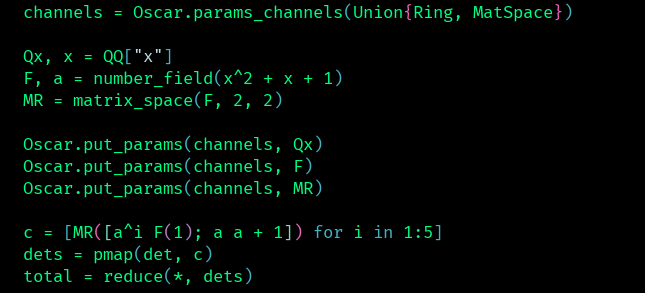 channels = Oscar.params_channels(Union{Ring, MatSpace})
Qx, x = QQ["x"]
F, a = number_field(x^2 + x + 1)
MR = matrix_space(F, 2, 2)
Oscar.put_params(channels, Qx)
Oscar.put_params(channels, F)
Oscar.put_params(channels, MR)
c = [MR([a^i F(1); a a + 1]) for i in 1:5]
dets = pmap(det, c)
total = reduce(*, dets)